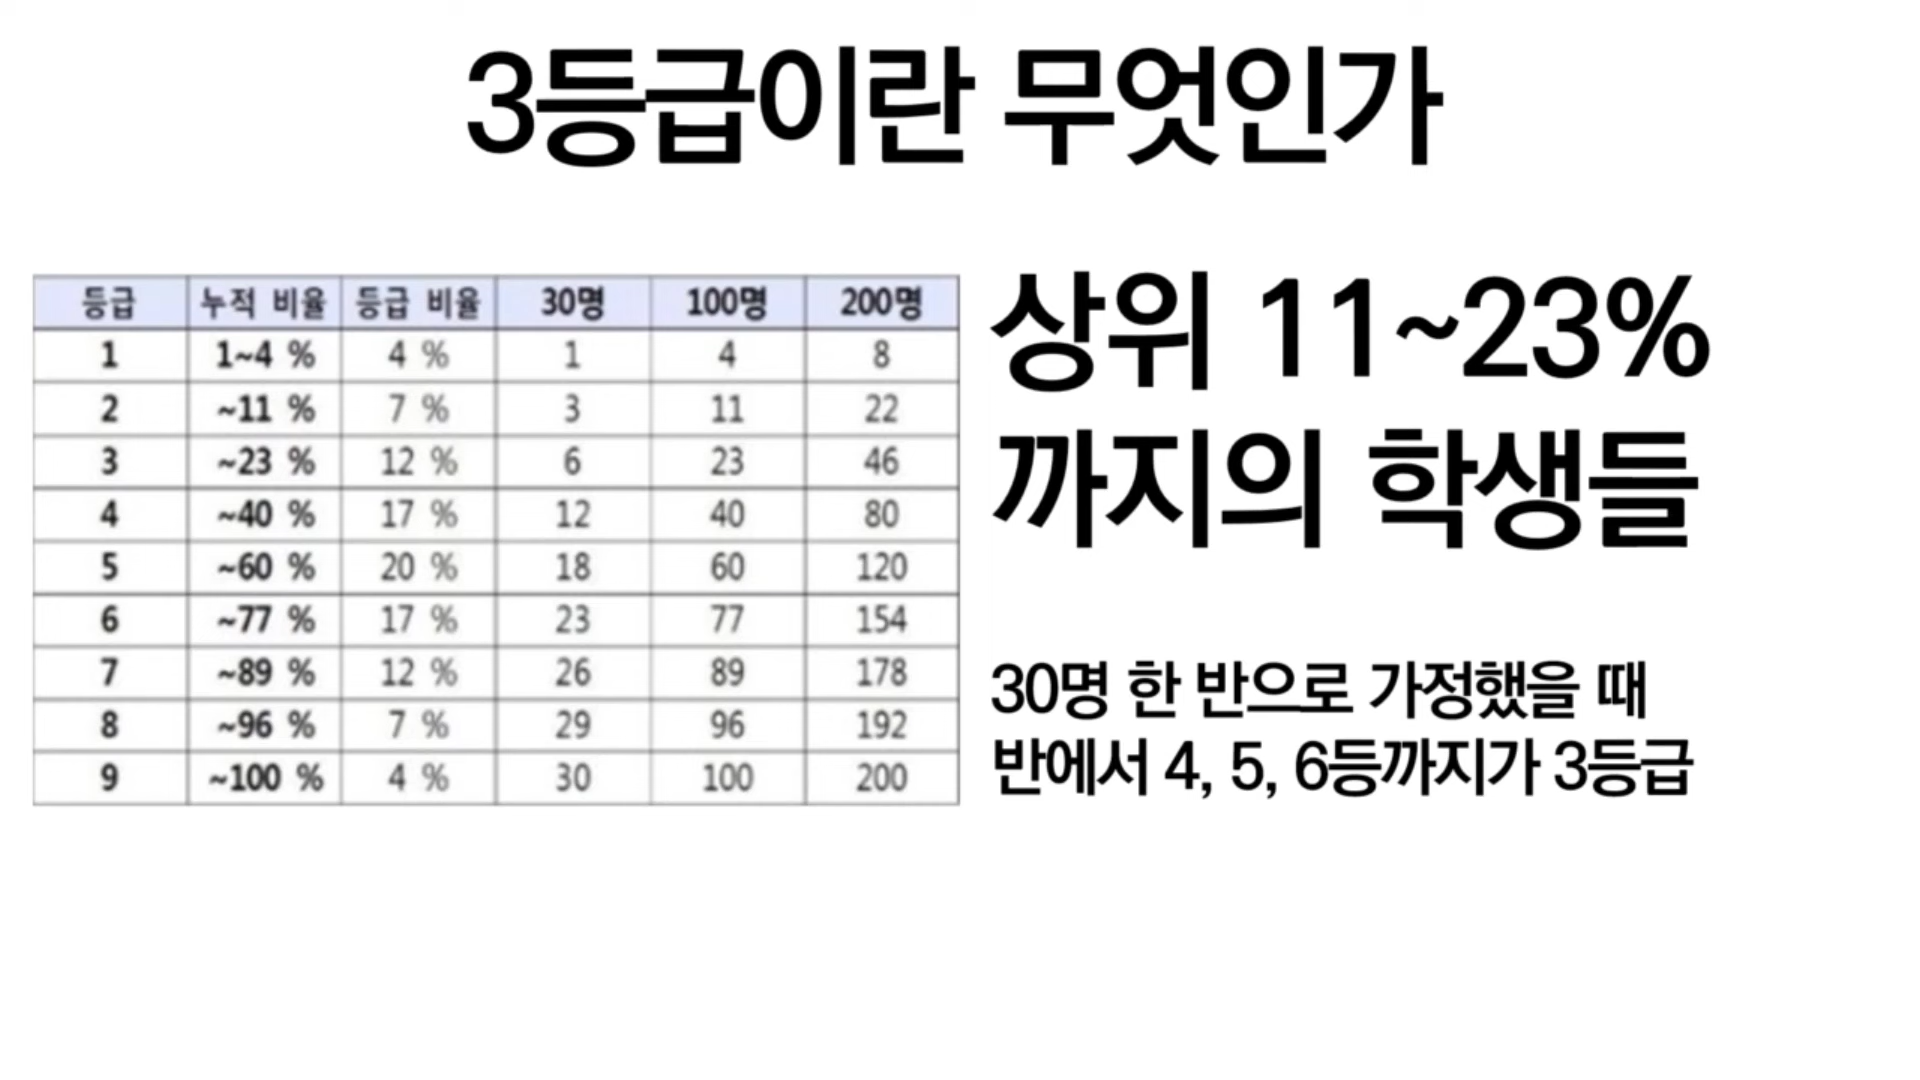 3등급이란 무엇인가
등급 누적 비율 등급 비율 30명 100명 200명
1 1~4 % 4 % 1 4 8
2 ~11 % 7 % 3 11 22
3 ~23 % 12 % 6 23 46
4 ~40 % 17 % 12 40 80
5 ~60 % 20 % 18 60 120
6 ~77 % 17 % 23 77 154
7 ~89 % 12 % 26 89 178
8 ~96 % 7 % 29 96 192
9 ~100 % 4 % 30 100 200
상위 11~23%
까지의 학생들
30명 한 반으로 가정했을 때
반에서 4, 5, 6등까지가 3등급